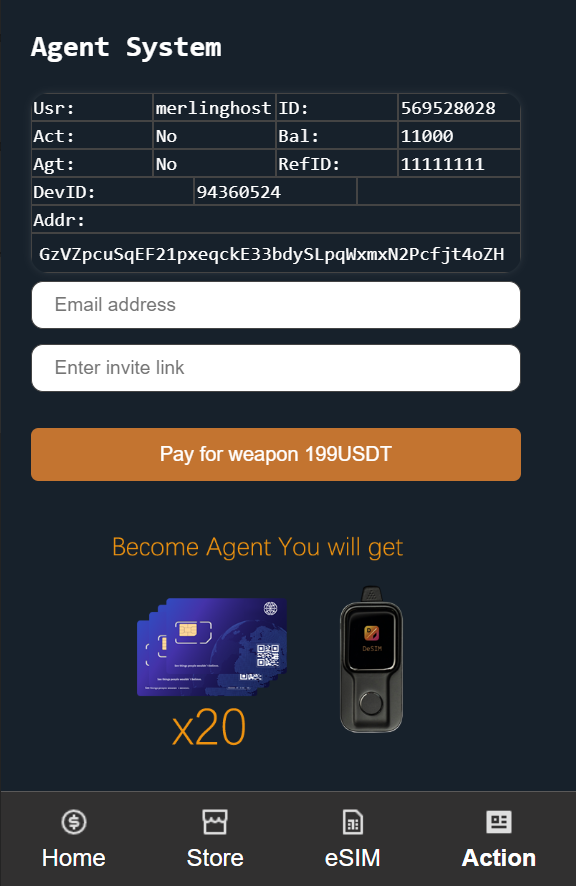 Agent System
Usr: merlinghost ID: 569528028
Act: No Bal: 11000
Agt: No RefID: 11111111
DevID: 94360524
Addr:
GzVZpcuSqEF21pxeqckE33bdySLpqWxmxN2Pcfjt4oZH
Email address
Enter invite link
Pay for weapon 199USDT
Become Agent You will get
DeSIM
x20
Home Store eSIM Action